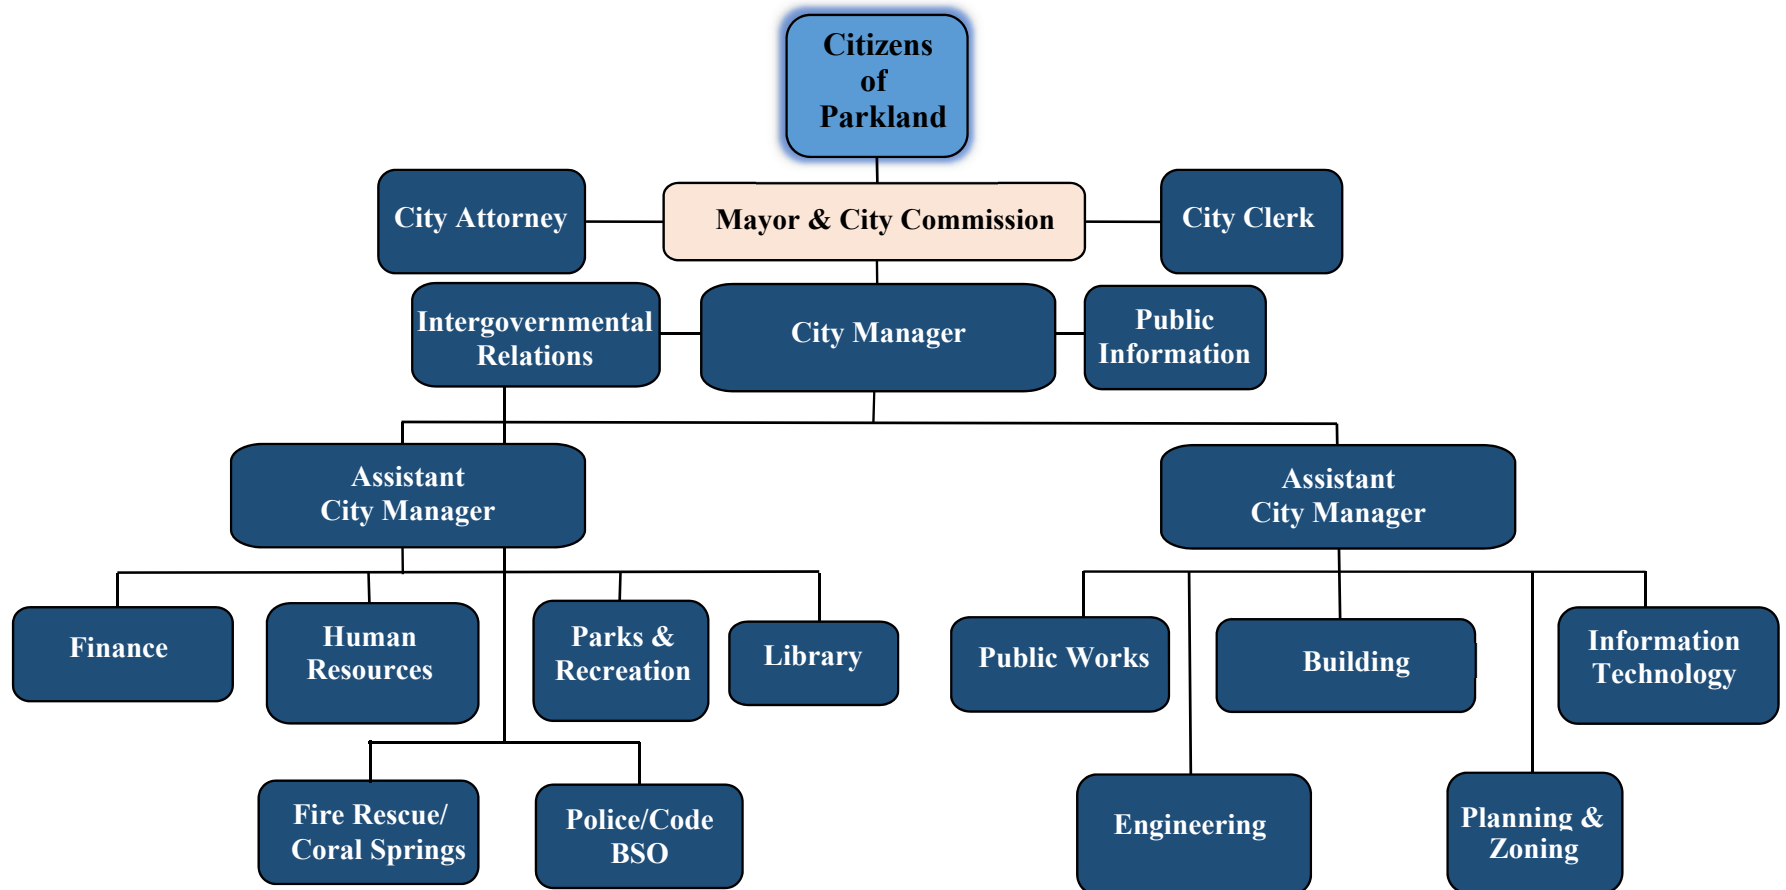 Citizens
of
Parkland
City Attorney
Mayor & City Commission
City Clerk
Intergovernmental
Relations
City Manager
Public
Information
Assistant
City Manager
Assistant
City Manager
Finance
Human
Resources
Parks &
Recreation
Library
Public Works
Building
Information
Technology
Fire Rescue/
Coral Springs
Police/Code
BSO
Engineering
Planning &
Zoning